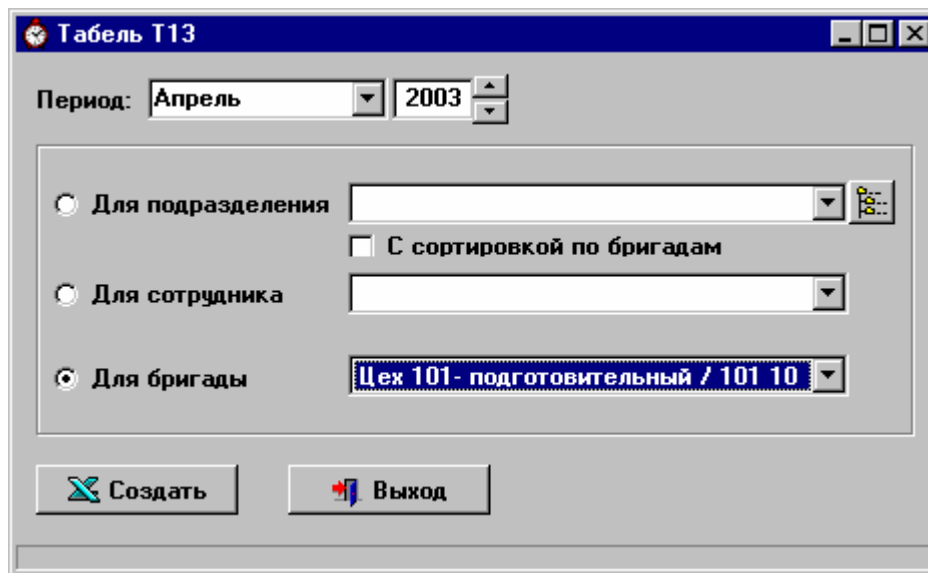 Табель Т13
Период: Апрель 2003
Для подразделения
С сортировкой по бригадам
Для сотрудника
Для бригады Цех 101- подготовительный / 101 10
Создать Выход